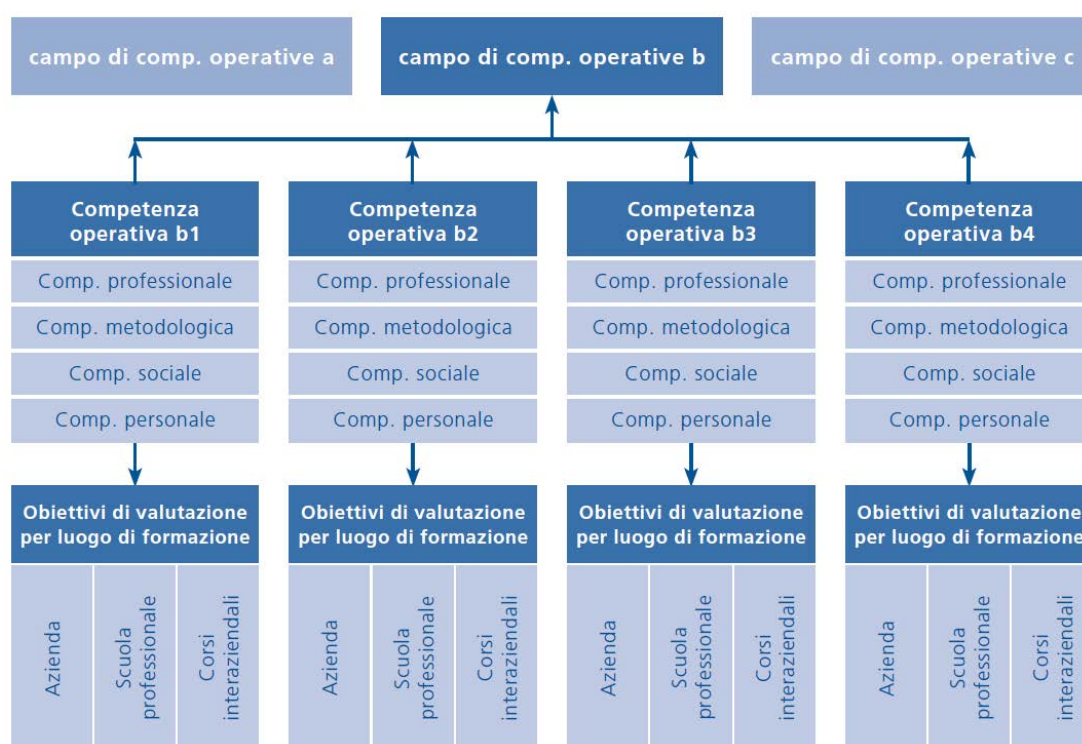 campo di comp. operative a
campo di comp. operative b
campo di comp. operative c
Competenza
operativa b1
Comp. professionale
Comp. metodologica
Comp. sociale
Comp. personale
Obiettivi di valutazione
per luogo di formazione
Azienda
Scuola
professionale
Corsi
interaziendali
Competenza
operativa b2
Comp. professionale
Comp. metodologica
Comp. sociale
Comp. personale
Obiettivi di valutazione
per luogo di formazione
Azienda
Scuola
professionale
Corsi
interaziendali
Competenza
operativa b3
Comp. professionale
Comp. metodologica
Comp. sociale
Comp. personale
Obiettivi di valutazione
per luogo di formazione
Azienda
Scuola
professionale
Corsi
interaziendali
Competenza
operativa b4
Comp. professionale
Comp. metodologica
Comp. sociale
Comp. personale
Obiettivi di valutazione
per luogo di formazione
Azienda
Scuola
professionale
Corsi
interaziendali